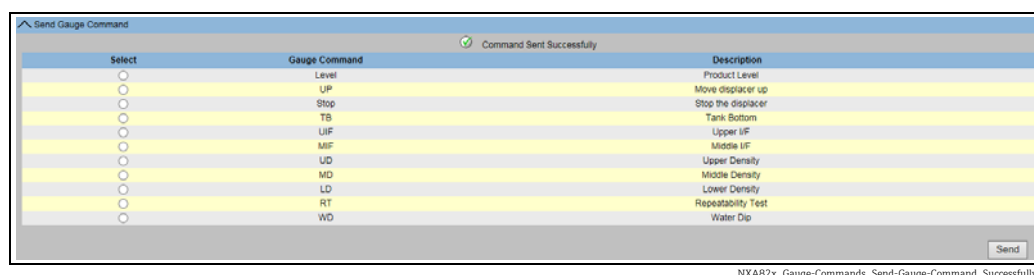 Send Gauge Command
Command Sent Successfully
Select Gauge Command Description
Level Product Level
UP Move displacer up
Stop Stop the displacer
TB Tank Bottom
UIF Upper I/F
MIF Middle I/F
UD Upper Density
MD Middle Density
LD Lower Density
RT Repeatability Test
WD Water Dip
Send
NXA82x_Gauge-Commands_Send-Gauge-Command_Successfully